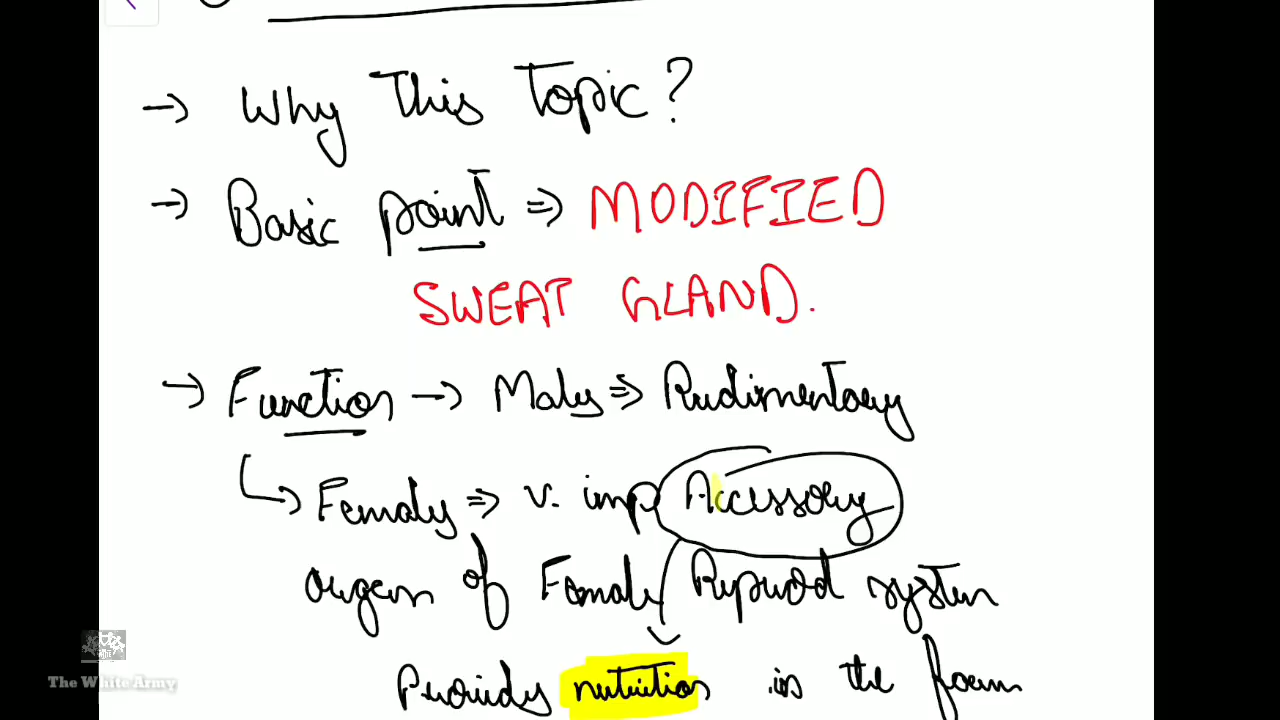 → Why This Topic?
→ Basic point ⇒ MODIFIED
SWEAT GLAND.
→ Function → Males ⇒ Rudimentary
↳ Females ⇒ v. imp Accessory
organ of Female Reprod system
Provides nutrition in the form
The White Army